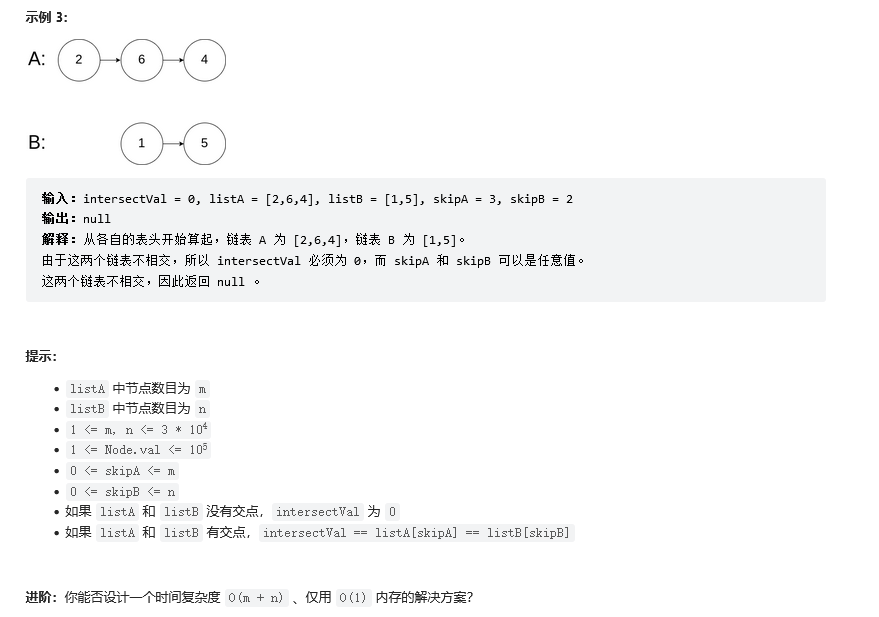 示例 3:
A: 2 6 4
B: 1 5
输入：intersectVal = 0, listA = [2,6,4], listB = [1,5], skipA = 3, skipB = 2
输出：null
解释：从各自的表头开始算起，链表 A 为 [2,6,4]，链表 B 为 [1,5]。
由于这两个链表不相交，所以 intersectVal 必须为 0，而 skipA 和 skipB 可以是任意值。
这两个链表不相交，因此返回 null 。
提示:
• listA 中节点数目为 m
• listB 中节点数目为 n
• 1 <= m, n <= 3 * 10⁴
• 1 <= Node.val <= 10⁵
• 0 <= skipA <= m
• 0 <= skipB <= n
• 如果 listA 和 listB 没有交点，intersectVal 为 0
• 如果 listA 和 listB 有交点，intersectVal == listA[skipA] == listB[skipB]
进阶：你能否设计一个时间复杂度 O(m + n) 、仅用 O(1) 内存的解决方案？